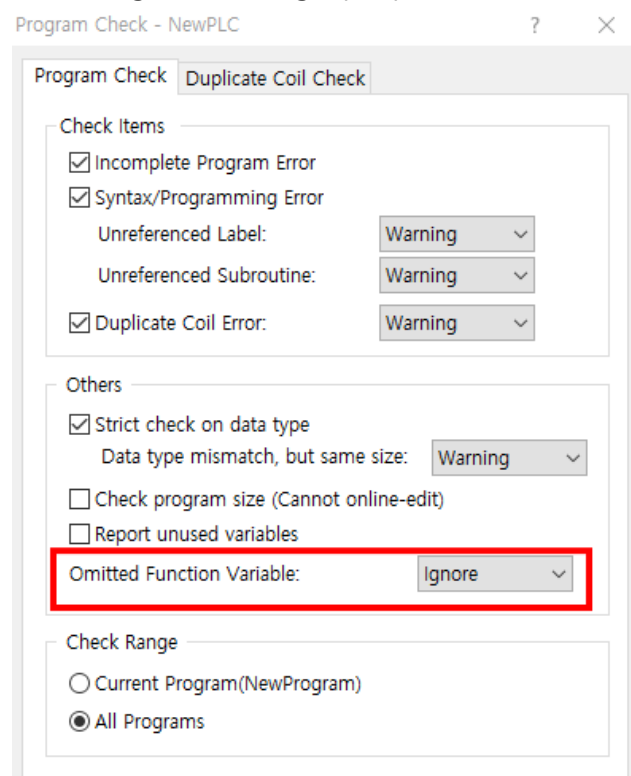 Program Check - NewPLC ?
Program Check Duplicate Coil Check
Check Items
Incomplete Program Error
Syntax/Programming Error
Unreferenced Label: Warning
Unreferenced Subroutine: Warning
Duplicate Coil Error: Warning
Others
Strict check on data type
Data type mismatch, but same size: Warning
Check program size (Cannot online-edit)
Report unused variables
Omitted Function Variable: Ignore
Check Range
Current Program(NewProgram)
All Programs